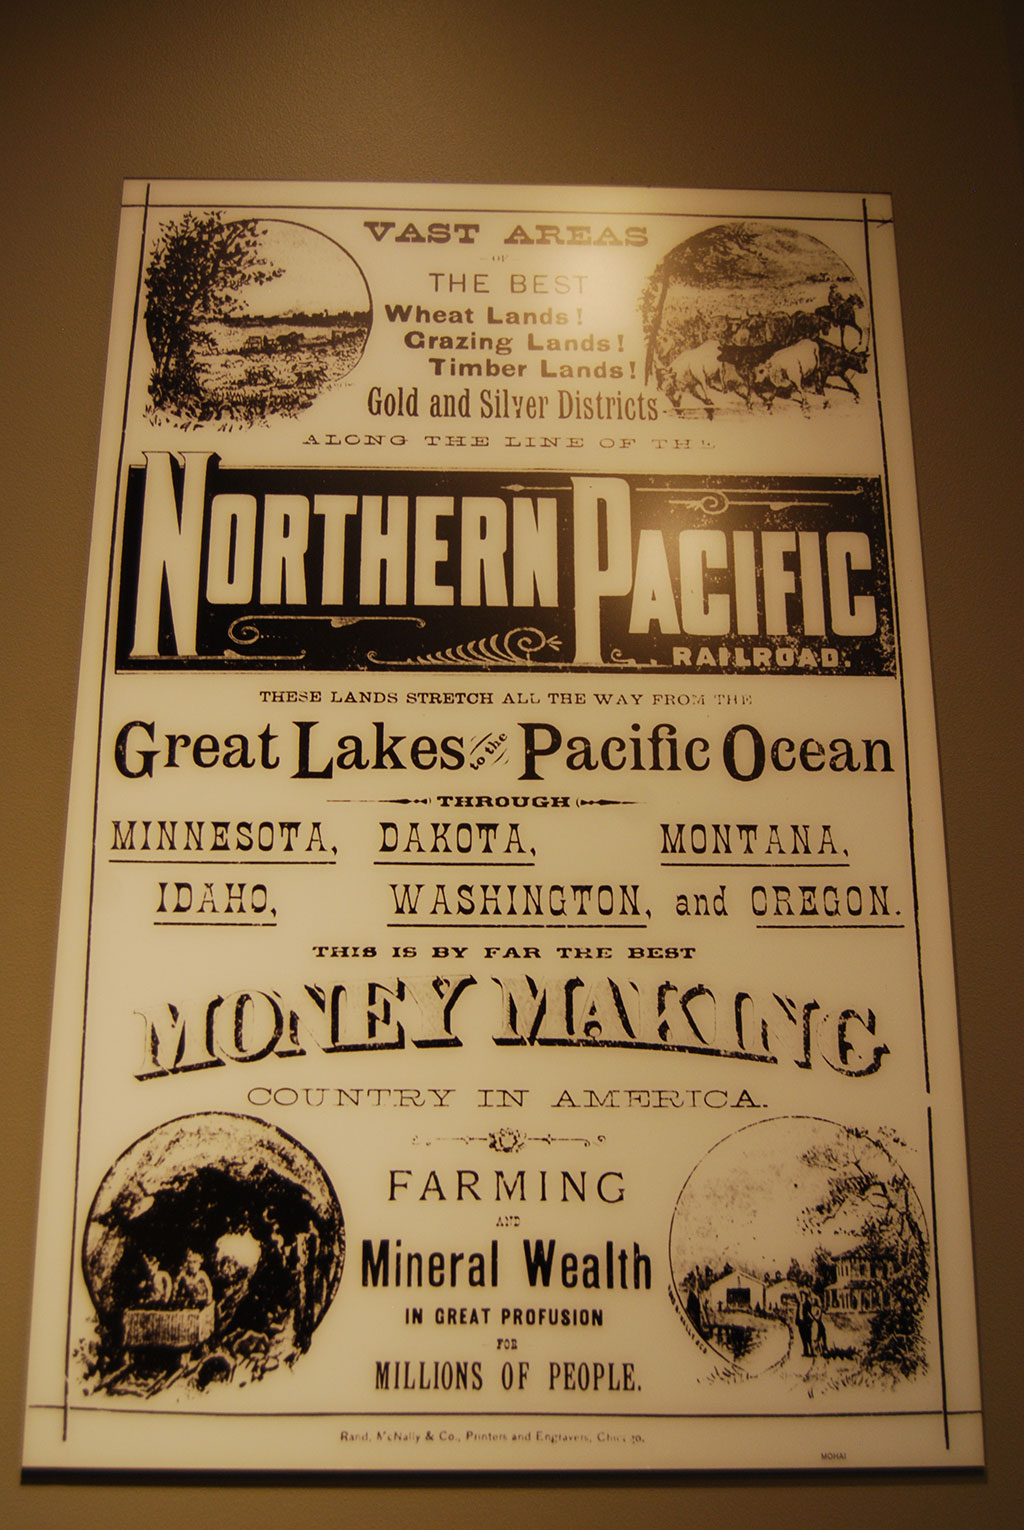 VAST AREAS
OF
THE BEST
Wheat Lands!
Grazing Lands!
Timber Lands!
Gold and Silver Districts
ALONG THE LINE OF THE
NORTHERN PACIFIC
RAILROAD.
THESE LANDS STRETCH ALL THE WAY FROM THE
Great Lakes to the Pacific Ocean
THROUGH
MINNESOTA, DAKOTA, MONTANA,
IDAHO, WASHINGTON, and OREGON.
THIS IS BY FAR THE BEST
MONEY MAKING
COUNTRY IN AMERICA.
FARMING
AND
Mineral Wealth
IN GREAT PROFUSION
FOR
MILLIONS OF PEOPLE.
Rand, McNally & Co., Printers and Engravers, Chicago.
MOHAI